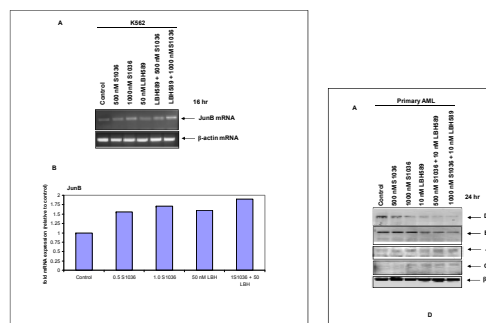 A
K562
Control
500 nM S1036
1000 nM S1036
50 nM LBH589
LBH589 + 500 nM S1036
LBH589 + 1000 nM S1036
16 hr
JunB mRNA
β-actin mRNA
B
JunB
fold mRNA expression (relative to control)
2
1.75
1.5
1.25
1
0.75
0.5
0.25
0
Control
0.5 S1036
1.0 S1036
50 nM LBH
1S1036 + 50
LBH
A
Primary AML
Control
500 nM S1036
1000 nM S1036
10 nM LBH589
500 nM S1036 + 10 nM LBH589
1000 nM S1036 + 10 nM LBH589
24 hr
β
D